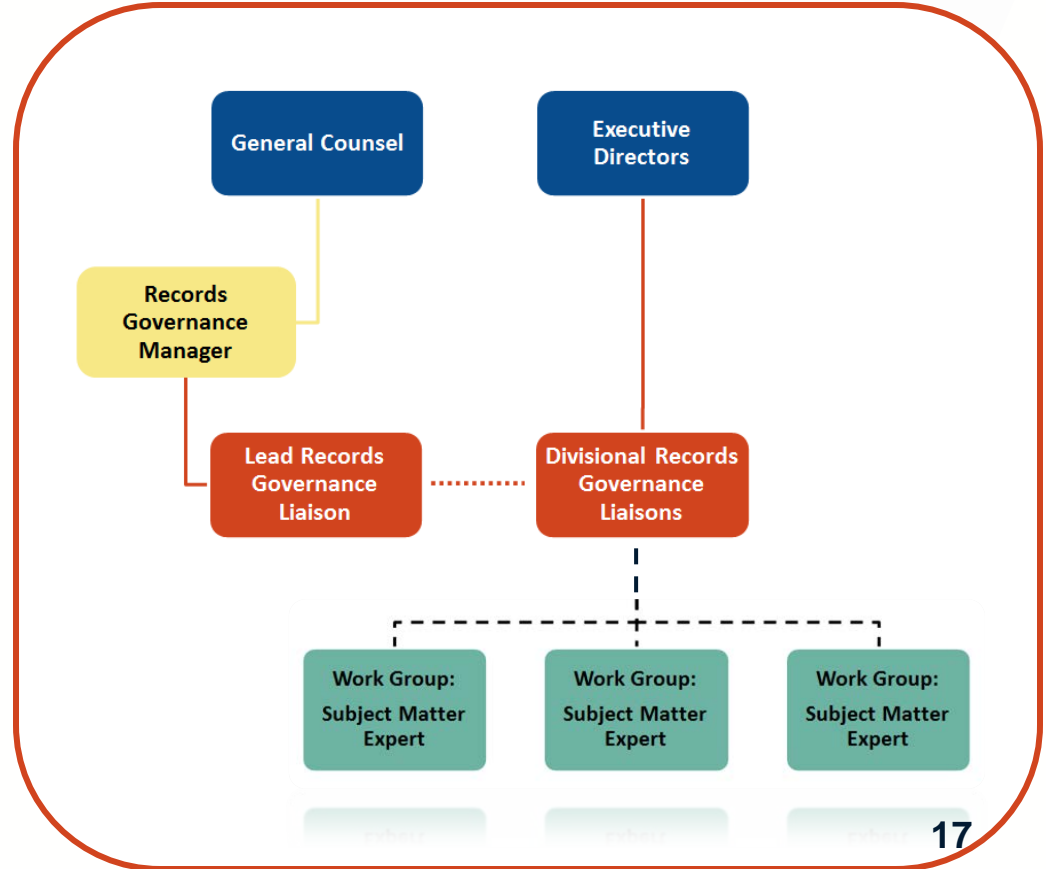 General Counsel
Executive
Directors
Records
Governance
Manager
Lead Records
Governance
Liaison
Divisional Records
Governance
Liaisons
Work Group:
Subject Matter
Expert
Work Group:
Subject Matter
Expert
Work Group:
Subject Matter
Expert
17